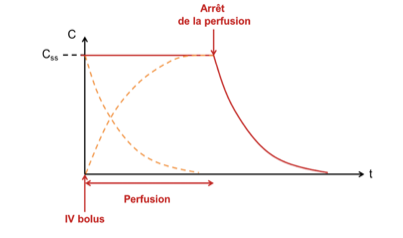 Arrêt
de la perfusion
C
Css
t
Perfusion
IV bolus